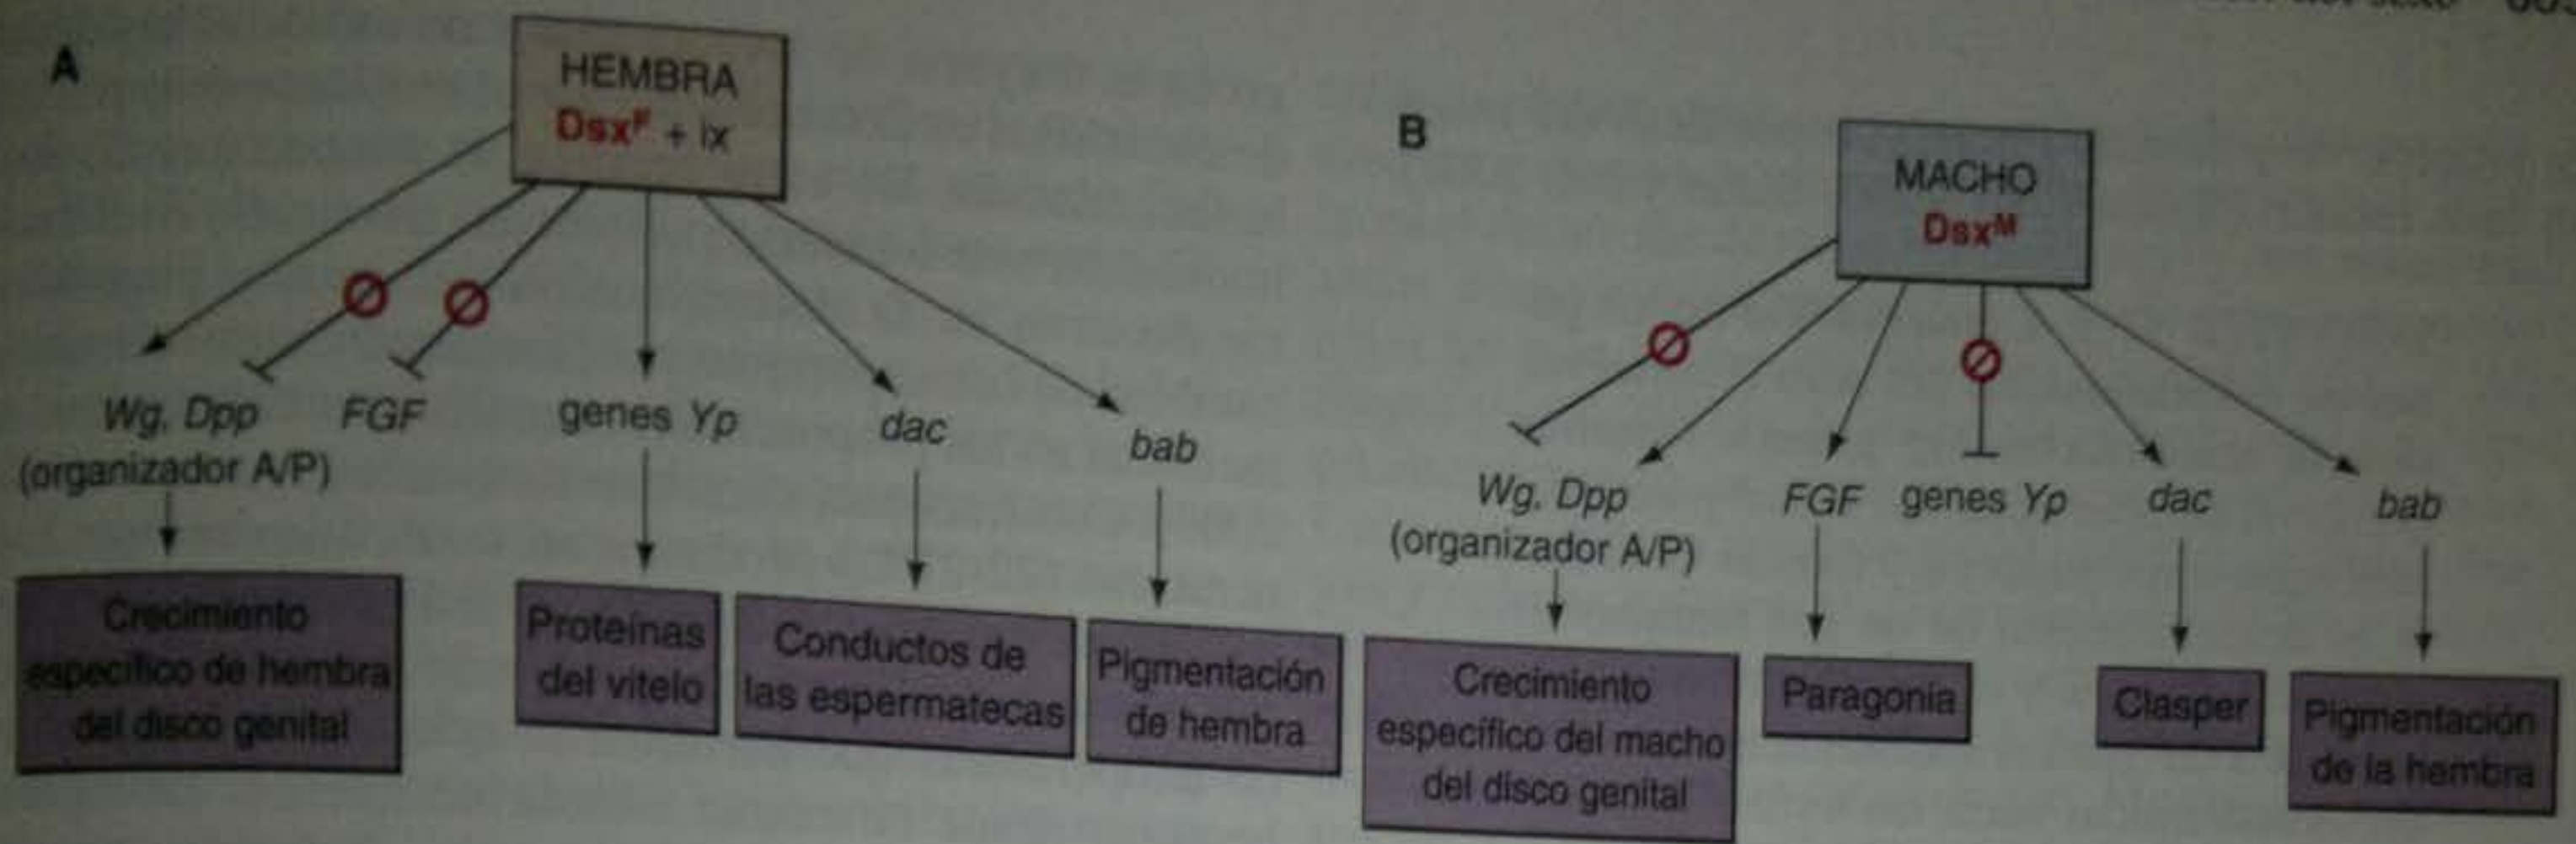 A
HEMBRA
Dsxᶠ + ix
Wg, Dpp
(organizador A/P)
FGF
genes Yp
dac
bab
Crecimiento
específico de hembra
del disco genital
Proteínas
del vitelo
Conductos de
las espermatecas
Pigmentación
de hembra
B
MACHO
Dsxᴹ
Wg, Dpp
(organizador A/P)
FGF
genes Yp
dac
bab
Crecimiento
específico del macho
del disco genital
Paragonia
Clasper
Pigmentación
de la hembra